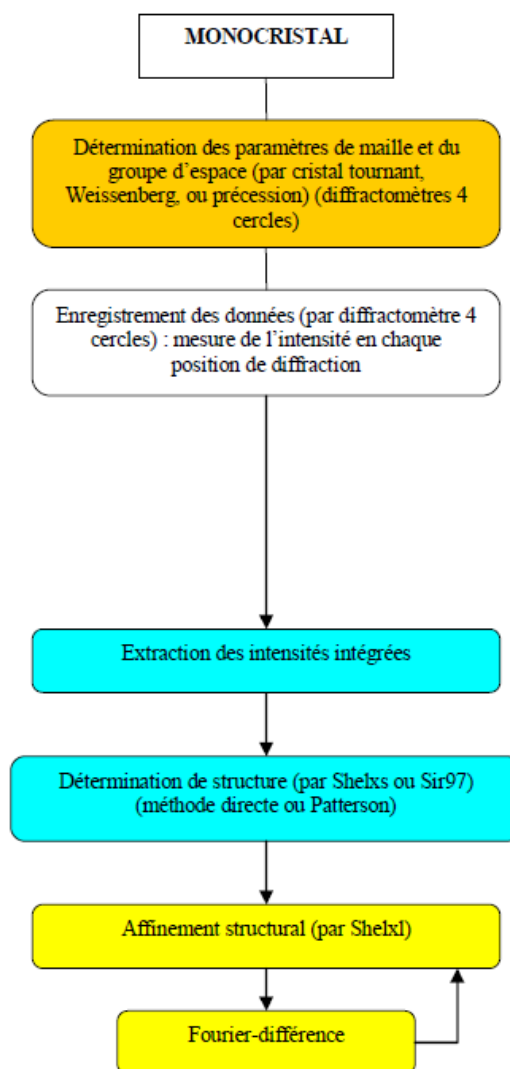 MONOCRISTAL
Détermination des paramètres de maille et du
groupe d’espace (par cristal tournant,
Weissenberg, ou précession) (diffractomètres 4
cercles)
Enregistrement des données (par diffractomètre 4
cercles) : mesure de l’intensité en chaque
position de diffraction
Extraction des intensités intégrées
Détermination de structure (par Shelxs ou Sir97)
(méthode directe ou Patterson)
Affinement structural (par Shelxl)
Fourier-différence